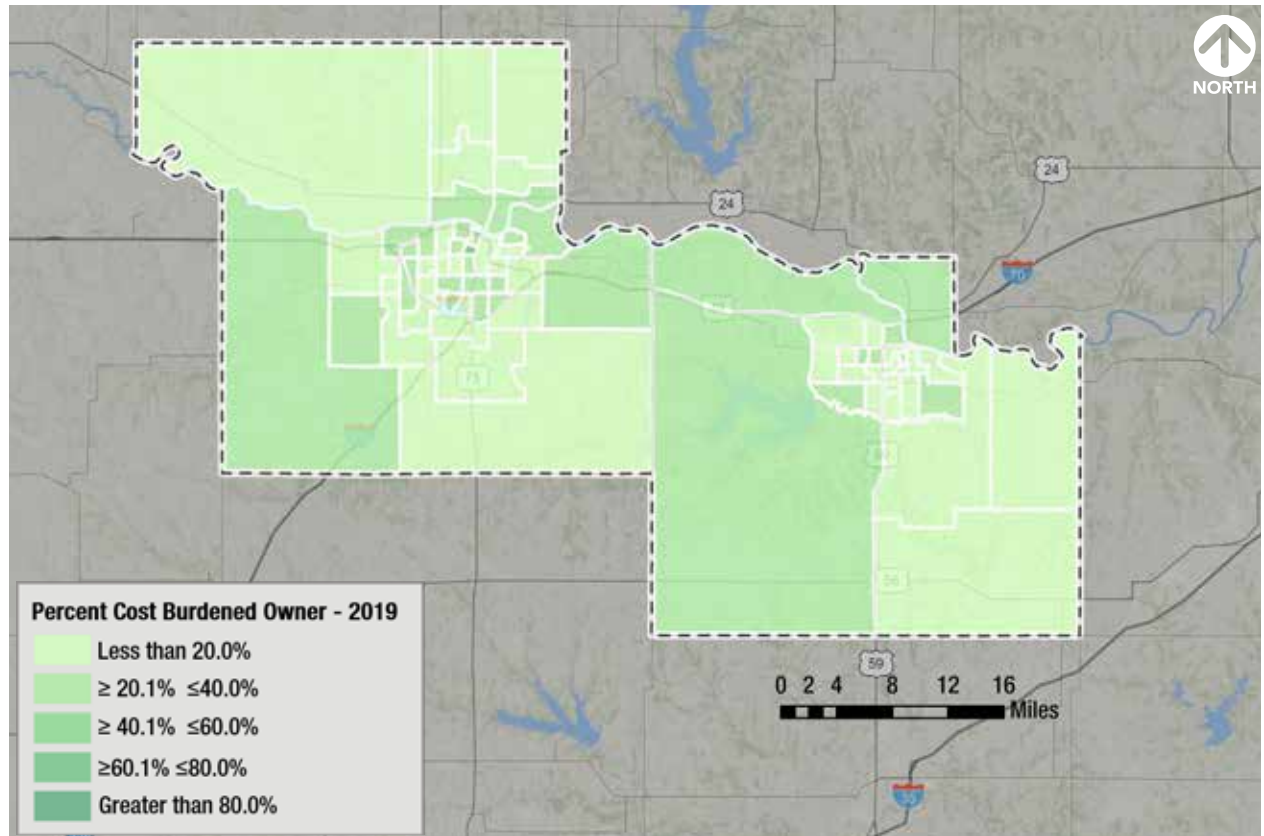 NORTH
24
24
70
75
59
56
59
Percent Cost Burdened Owner - 2019
Less than 20.0%
≥ 20.1% ≤40.0%
≥ 40.1% ≤60.0%
≥60.1% ≤80.0%
Greater than 80.0%
0 2 4 8 12 16
Miles